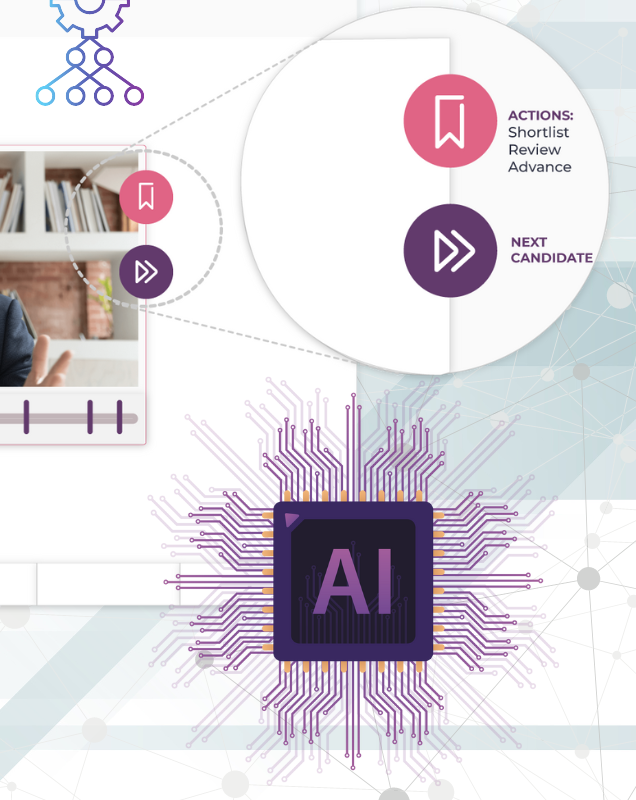 ACTIONS:
Shortlist
Review
Advance
NEXT
CANDIDATE
AI